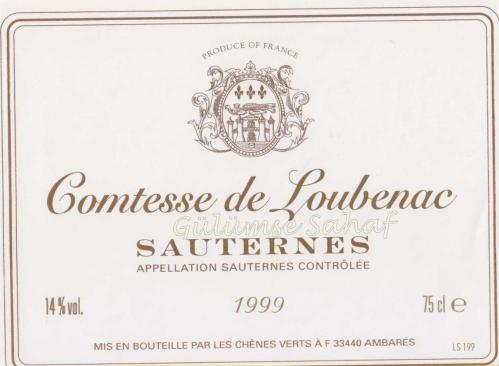 PRODUCE OF FRANCE
Comtesse de Loubenac
Gülümse Sahaf
SAUTERNES
APPELLATION SAUTERNES CONTRÔLÉE
14 % vol. 1999 75 cl e
MIS EN BOUTEILLE PAR LES CHÊNES VERTS À F 33440 AMBARÉS LS 199